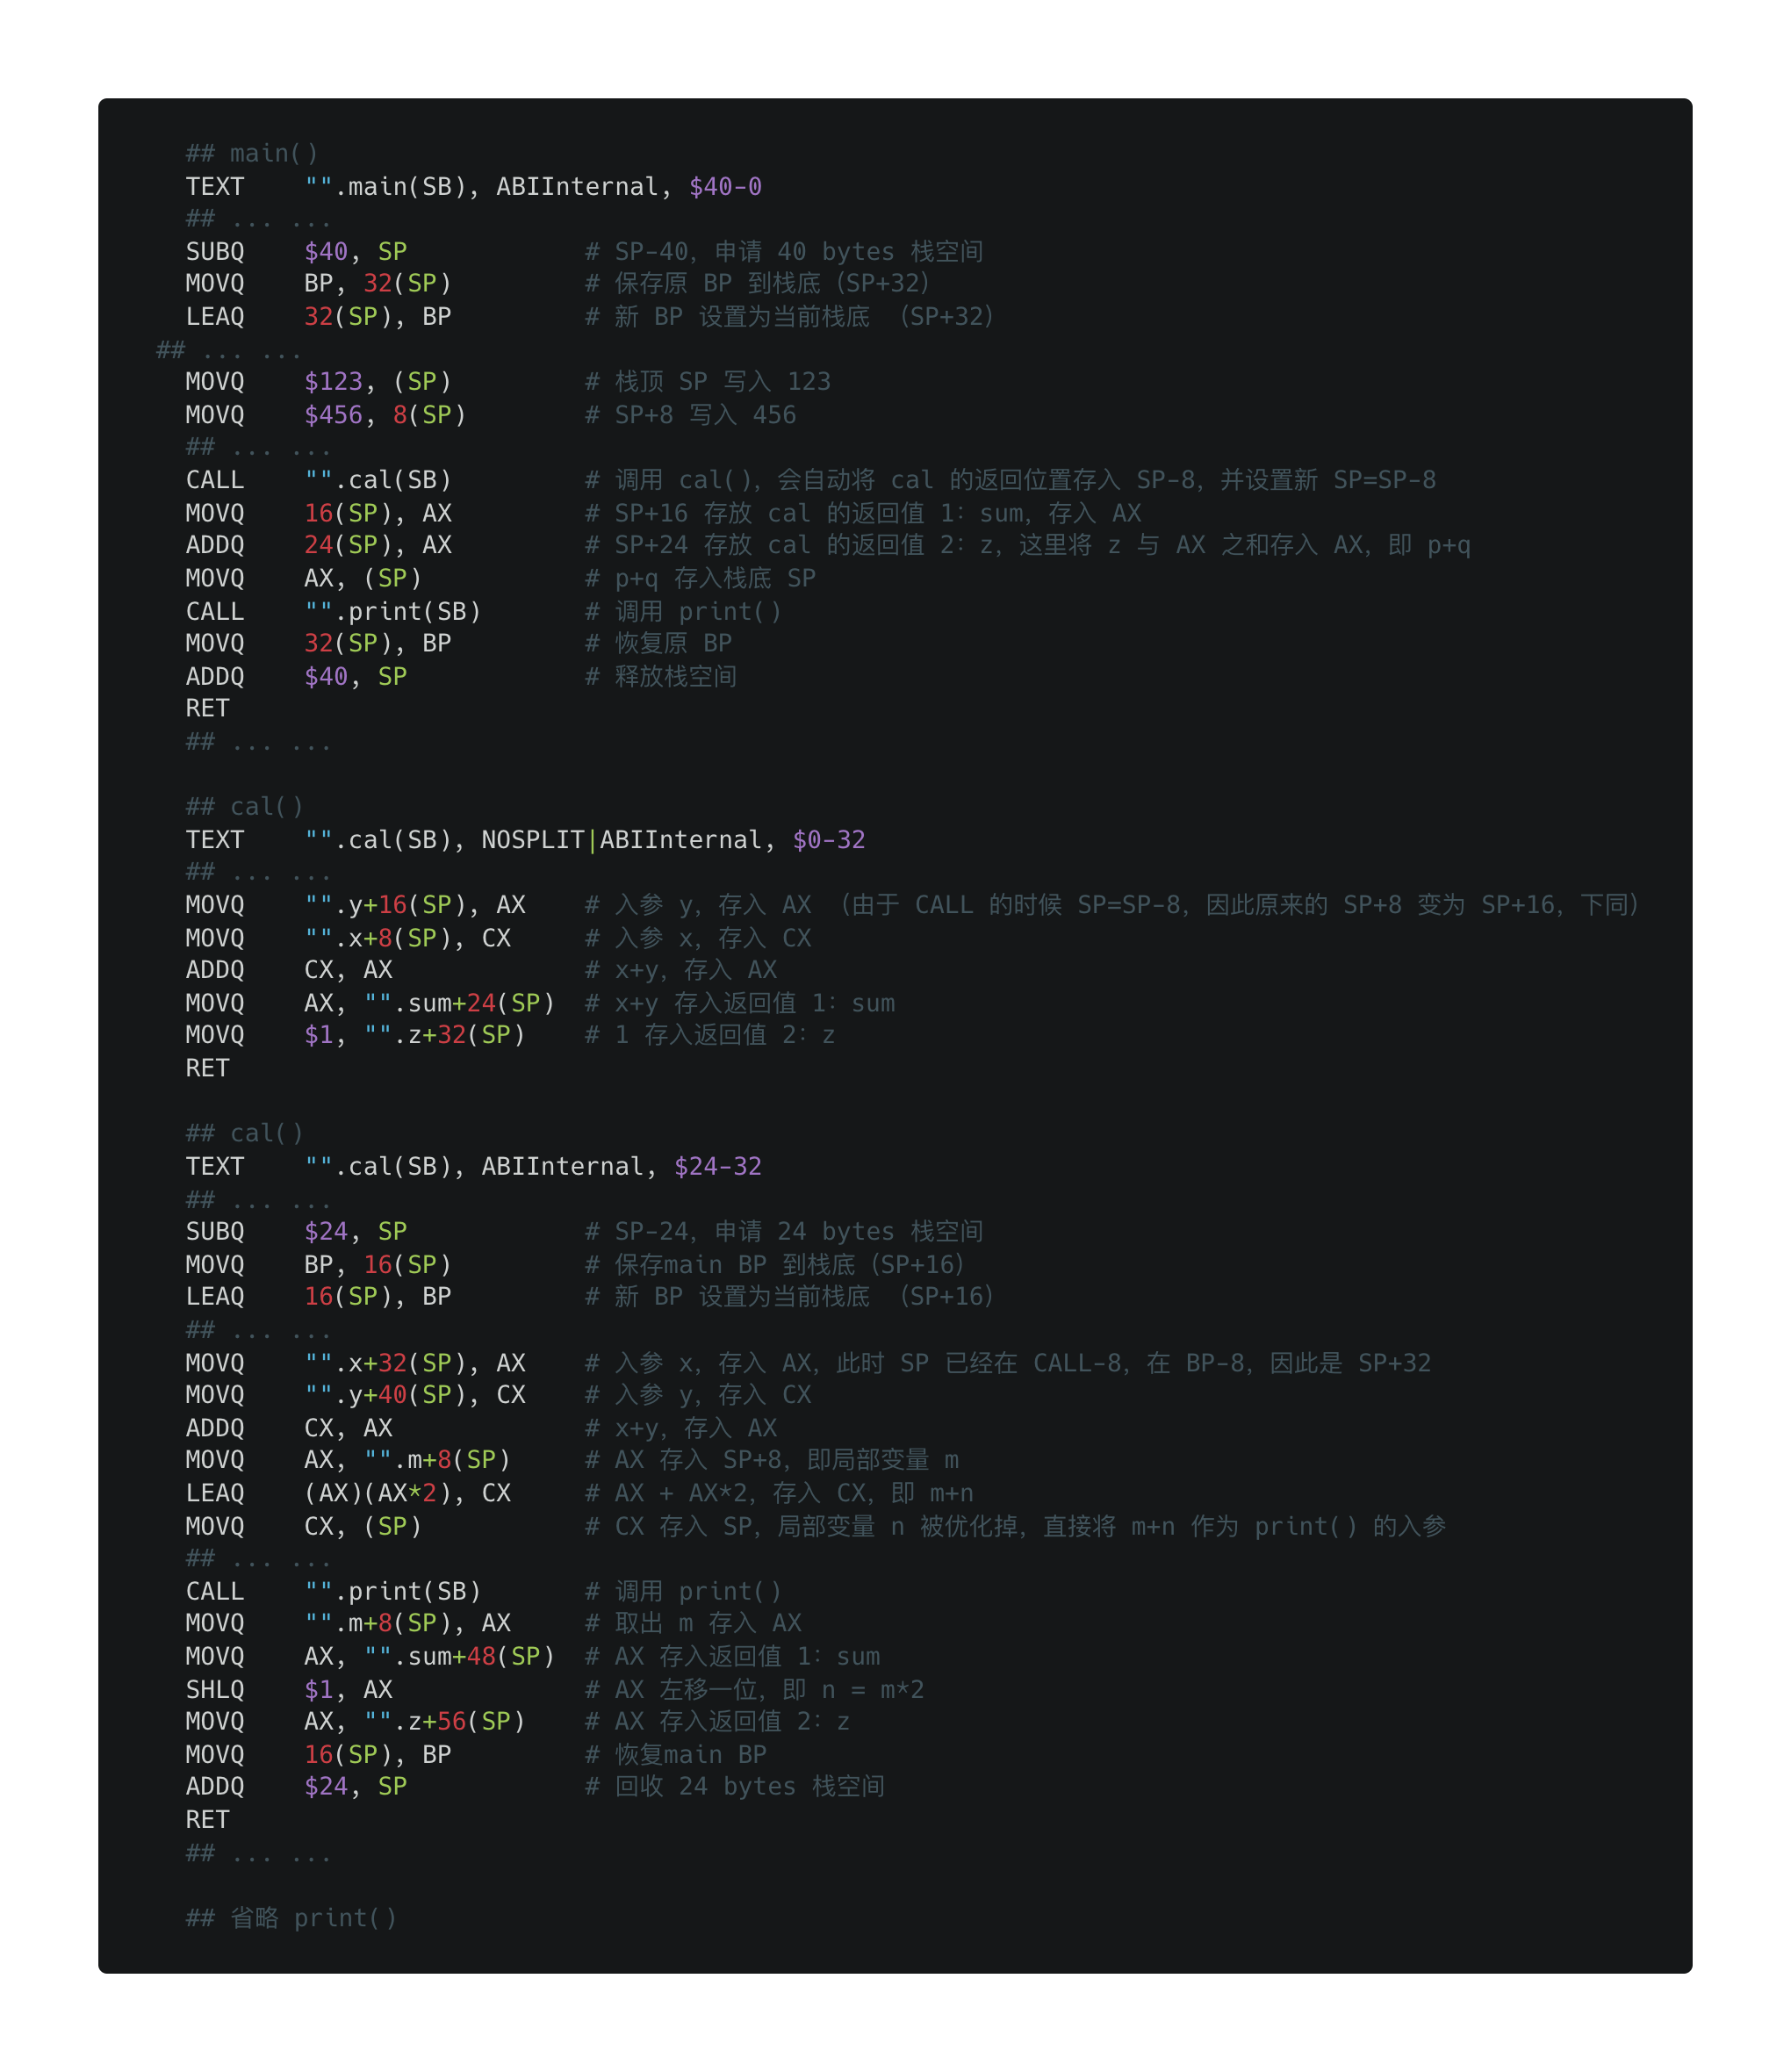 ## main()
TEXT    "".main(SB), ABIInternal, $40-0
## ... ...
SUBQ    $40, SP            # SP-40，申请 40 bytes 栈空间
MOVQ    BP, 32(SP)         # 保存原 BP 到栈底（SP+32）
LEAQ    32(SP), BP         # 新 BP 设置为当前栈底 （SP+32）
## ... ...
MOVQ    $123, (SP)         # 栈顶 SP 写入 123
MOVQ    $456, 8(SP)        # SP+8 写入 456
## ... ...
CALL    "".cal(SB)         # 调用 cal()，会自动将 cal 的返回位置存入 SP-8，并设置新 SP=SP-8
MOVQ    16(SP), AX         # SP+16 存放 cal 的返回值 1：sum，存入 AX
ADDQ    24(SP), AX         # SP+24 存放 cal 的返回值 2：z，这里将 z 与 AX 之和存入 AX，即 p+q
MOVQ    AX, (SP)           # p+q 存入栈底 SP
CALL    "".print(SB)       # 调用 print()
MOVQ    32(SP), BP         # 恢复原 BP
ADDQ    $40, SP            # 释放栈空间
RET
## ... ...

## cal()
TEXT    "".cal(SB), NOSPLIT|ABIInternal, $0-32
## ... ...
MOVQ    "".y+16(SP), AX    # 入参 y，存入 AX （由于 CALL 的时候 SP=SP-8，因此原来的 SP+8 变为 SP+16，下同）
MOVQ    "".x+8(SP), CX     # 入参 x，存入 CX
ADDQ    CX, AX             # x+y，存入 AX
MOVQ    AX, "".sum+24(SP)  # x+y 存入返回值 1：sum
MOVQ    $1, "".z+32(SP)    # 1 存入返回值 2：z
RET

## cal()
TEXT    "".cal(SB), ABIInternal, $24-32
## ... ...
SUBQ    $24, SP            # SP-24，申请 24 bytes 栈空间
MOVQ    BP, 16(SP)         # 保存main BP 到栈底（SP+16）
LEAQ    16(SP), BP         # 新 BP 设置为当前栈底 （SP+16）
## ... ...
MOVQ    "".x+32(SP), AX    # 入参 x，存入 AX，此时 SP 已经在 CALL-8，在 BP-8，因此是 SP+32
MOVQ    "".y+40(SP), CX    # 入参 y，存入 CX
ADDQ    CX, AX             # x+y，存入 AX
MOVQ    AX, "".m+8(SP)     # AX 存入 SP+8，即局部变量 m
LEAQ    (AX)(AX*2), CX     # AX + AX*2，存入 CX，即 m+n
MOVQ    CX, (SP)           # CX 存入 SP，局部变量 n 被优化掉，直接将 m+n 作为 print() 的入参
## ... ...
CALL    "".print(SB)       # 调用 print()
MOVQ    "".m+8(SP), AX     # 取出 m 存入 AX
MOVQ    AX, "".sum+48(SP)  # AX 存入返回值 1：sum
SHLQ    $1, AX             # AX 左移一位，即 n = m*2
MOVQ    AX, "".z+56(SP)    # AX 存入返回值 2：z
MOVQ    16(SP), BP         # 恢复main BP
ADDQ    $24, SP            # 回收 24 bytes 栈空间
RET
## ... ...

## 省略 print()